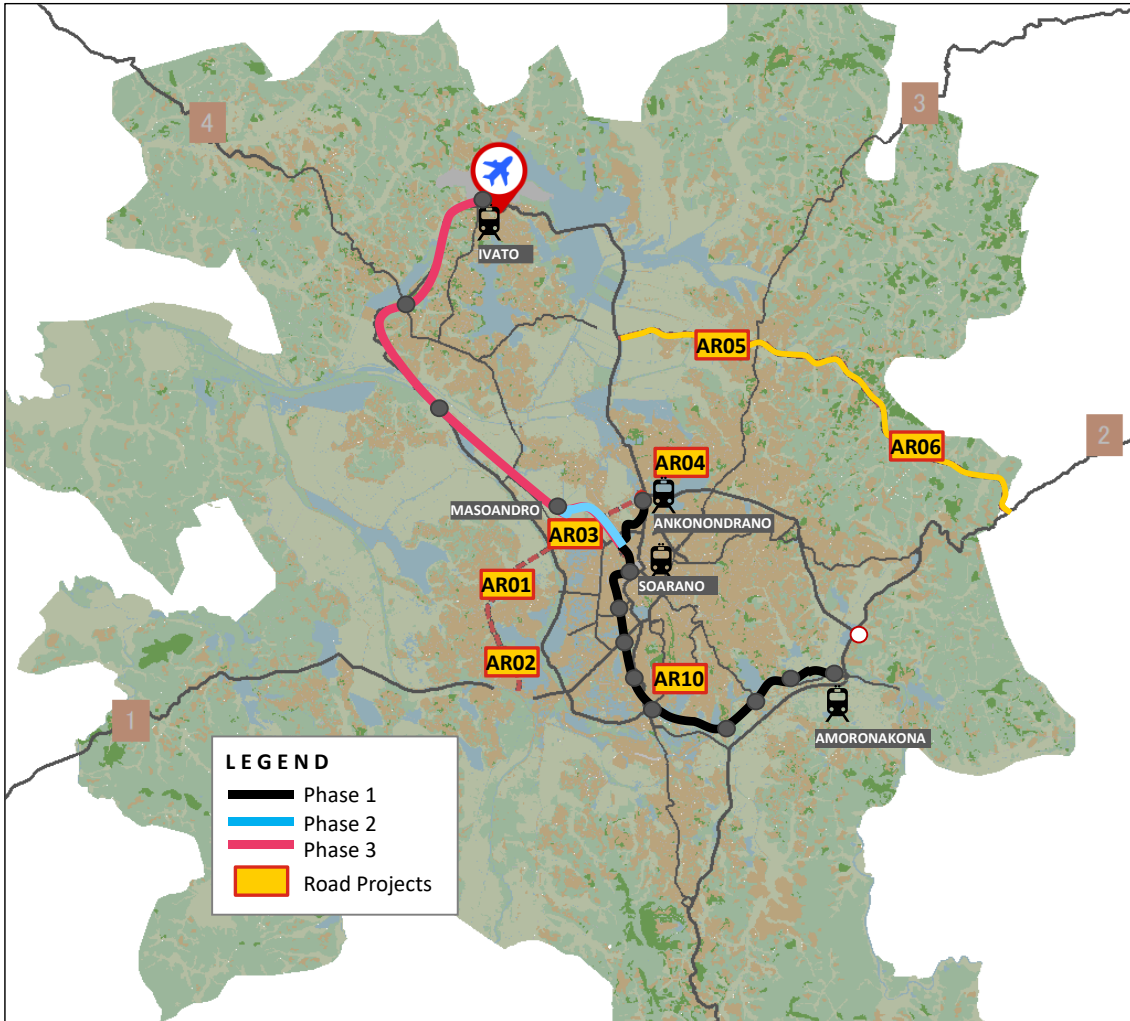 3
4
IVATO
AR05
2
AR06
AR04
MASOANDRO
ANKONONDRANO
AR03
SOARANO
AR01
AR02
AR10
1
AMORONAKONA
LEGEND
Phase 1
Phase 2
Phase 3
Road Projects